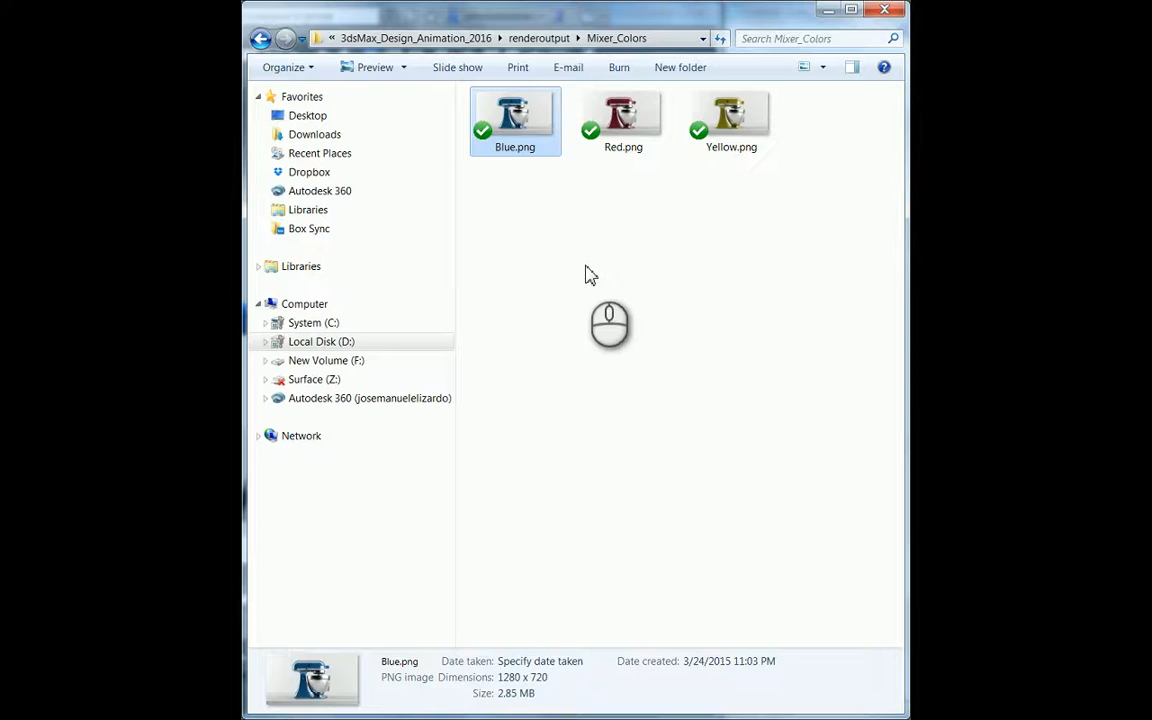 « 3dsMax_Design_Animation_2016 renderoutput Mixer_Colors Search Mixer_Colors
Organize Preview Slide show Print E-mail Burn New folder
Favorites
Desktop
Downloads
Recent Places
Dropbox
Autodesk 360
Libraries
Box Sync
Libraries
Computer
System (C:)
Local Disk (D:)
New Volume (F:)
Surface (Z:)
Autodesk 360 (josemanuelelizardo)
Network
Blue.png Red.png Yellow.png
Blue.png Date taken: Specify date taken Date created: 3/24/2015 11:03 PM
PNG image Dimensions: 1280 x 720
Size: 2.85 MB